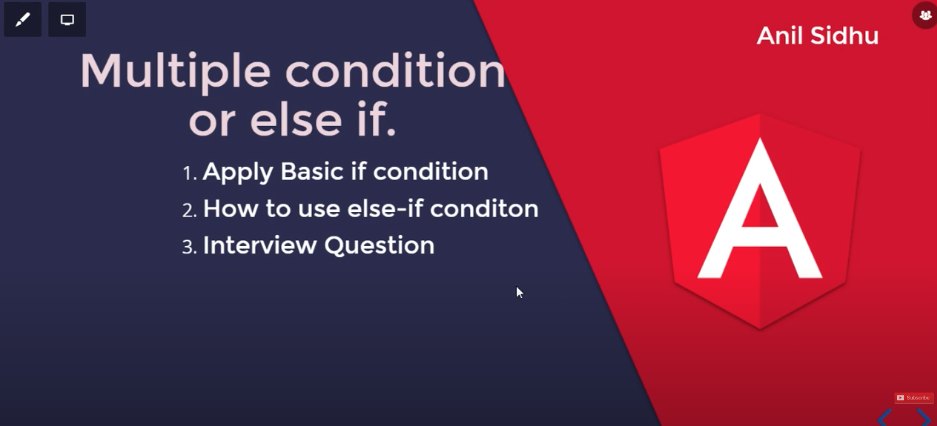 Anil Sidhu
Multiple condition
or else if.
1. Apply Basic if condition
2. How to use else-if conditon
3. Interview Question
A
Subscribe